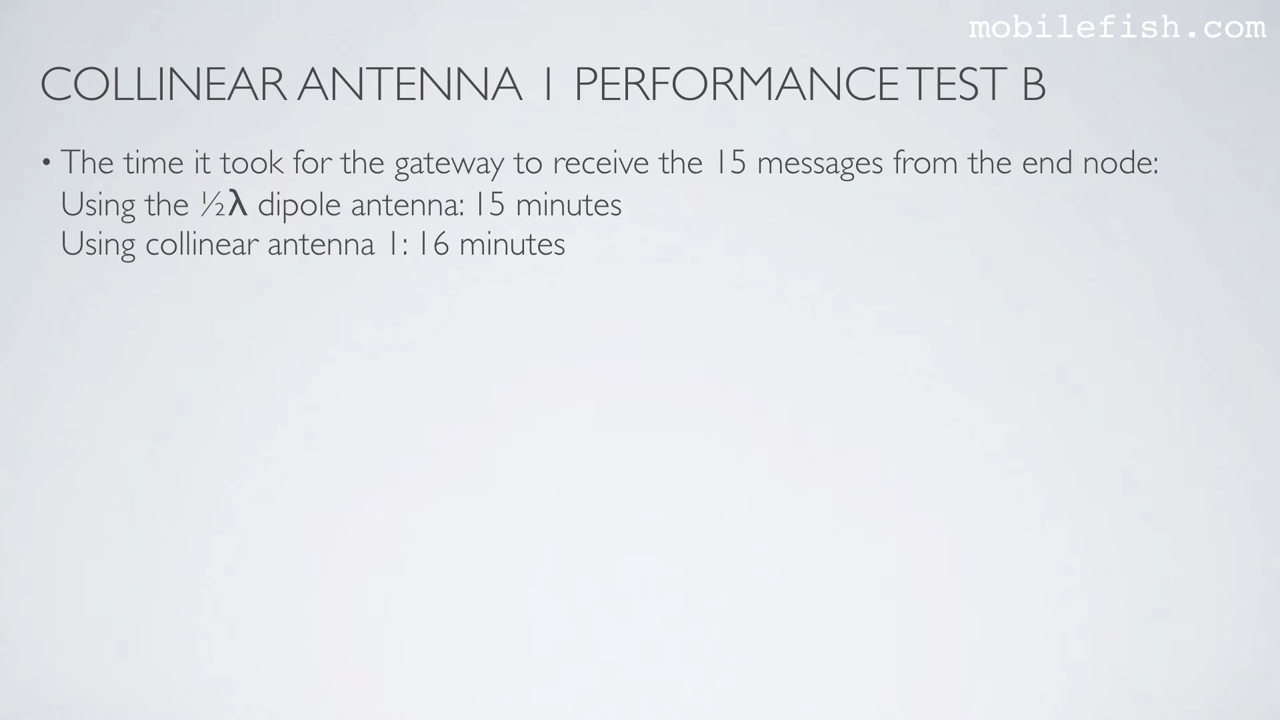 mobilefish.com
COLLINEAR ANTENNA 1 PERFORMANCE TEST B
• The time it took for the gateway to receive the 15 messages from the end node:
Using the ½λ dipole antenna: 15 minutes
Using collinear antenna 1: 16 minutes